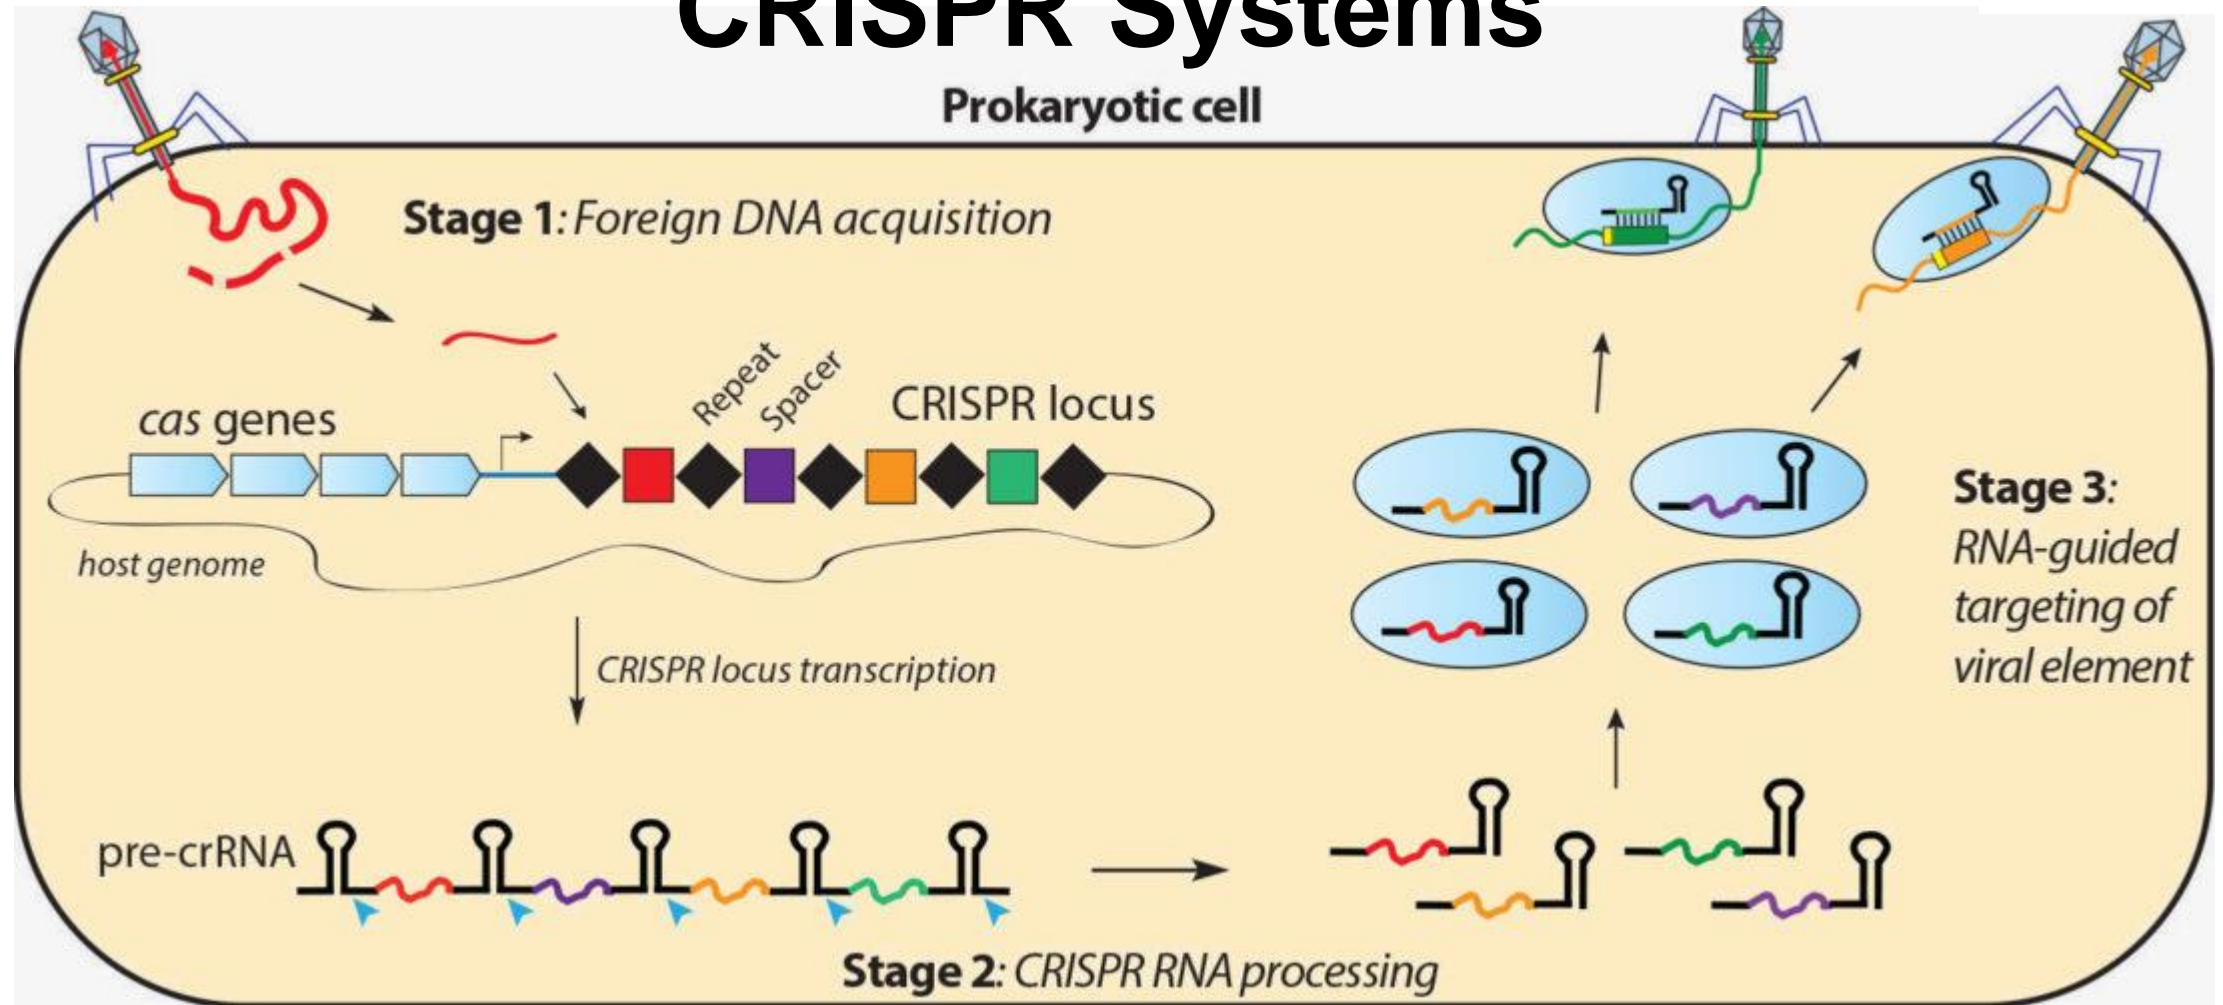 CRISPR Systems
Prokaryotic cell
Stage 1: Foreign DNA acquisition
Repeat
Spacer
cas genes
CRISPR locus
host genome
CRISPR locus transcription
Stage 3:
RNA-guided
targeting of
viral element
pre-crRNA
Stage 2: CRISPR RNA processing